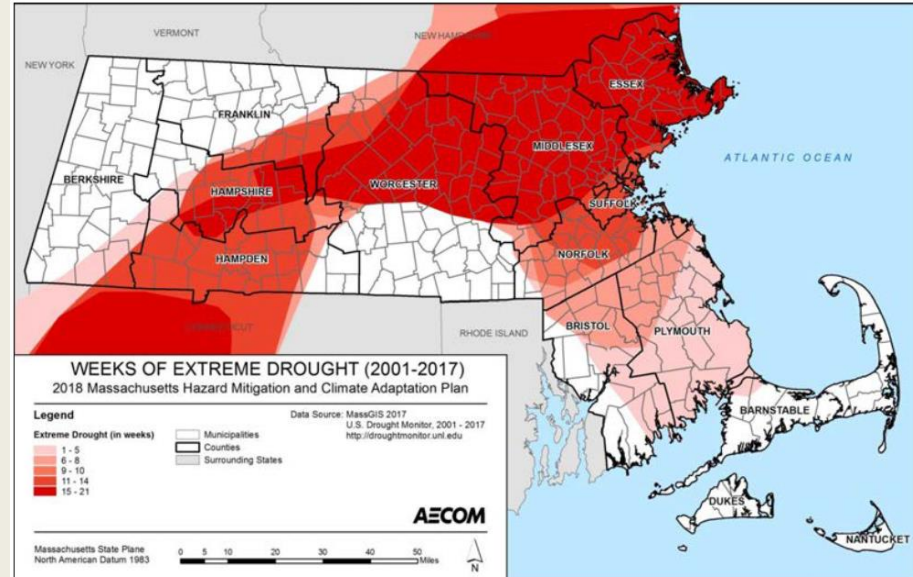 VERMONT
NEW HAMPSHIRE
NEW YORK
ESSEX
FRANKLIN
MIDDLESEX
ATLANTIC OCEAN
BERKSHIRE
HAMPSHIRE
WORCESTER
SUFFOLK
NORFOLK
HAMPDEN
CONNECTICUT
RHODE ISLAND
BRISTOL
PLYMOUTH
BARNSTABLE
DUKES
NANTUCKET
WEEKS OF EXTREME DROUGHT (2001-2017)
2018 Massachusetts Hazard Mitigation and Climate Adaptation Plan
Legend
Data Source: MassGIS 2017
U.S. Drought Monitor, 2001 - 2017
http://droughtmonitor.unl.edu
Extreme Drought (in weeks)
1 - 5
6 - 8
9 - 10
11 - 14
15 - 21
Municipalities
Counties
Surrounding States
AECOM
Massachusetts State Plane
North American Datum 1983
0 5 10 20 30 40 50
Miles
N